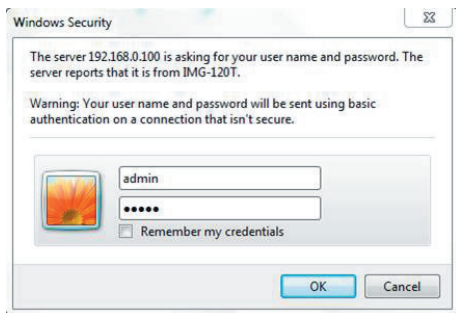 Windows Security
The server 192.168.0.100 is asking for your user name and password. The
server reports that it is from IMG-120T.
Warning: Your user name and password will be sent using basic
authentication on a connection that isn't secure.
admin
•••••
Remember my credentials
OK
Cancel